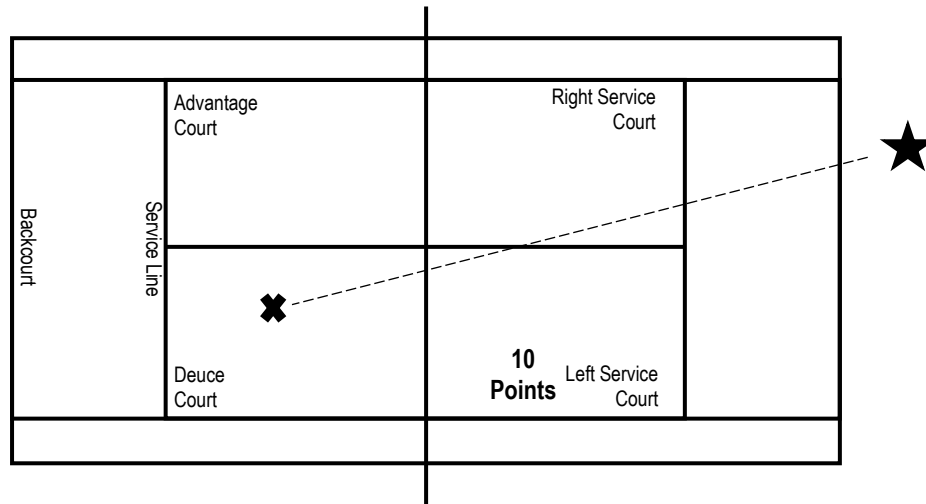 Advantage
Court
Right Service
Court
Backcourt
Service Line
Deuce
Court
10
Points
Left Service
Court